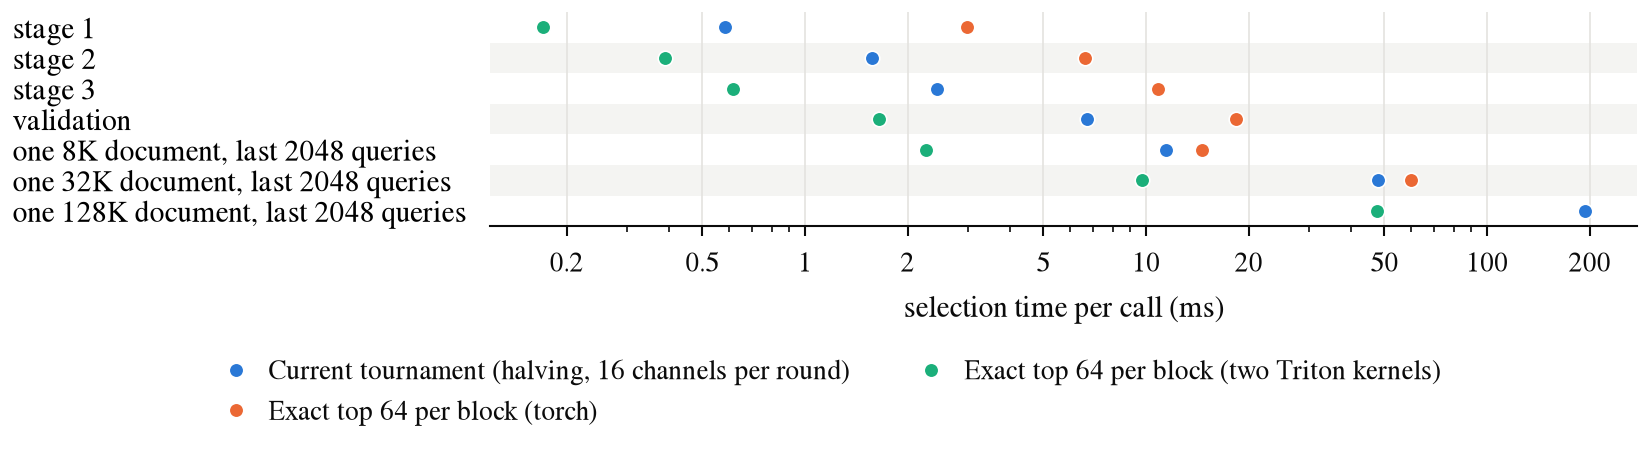 stage 1
stage 2
stage 3
validation
one 8K document, last 2048 queries
one 32K document, last 2048 queries
one 128K document, last 2048 queries
0.2 0.5 1 2 5 10 20 50 100 200
selection time per call (ms)
Current tournament (halving, 16 channels per round)
Exact top 64 per block (torch)
Exact top 64 per block (two Triton kernels)